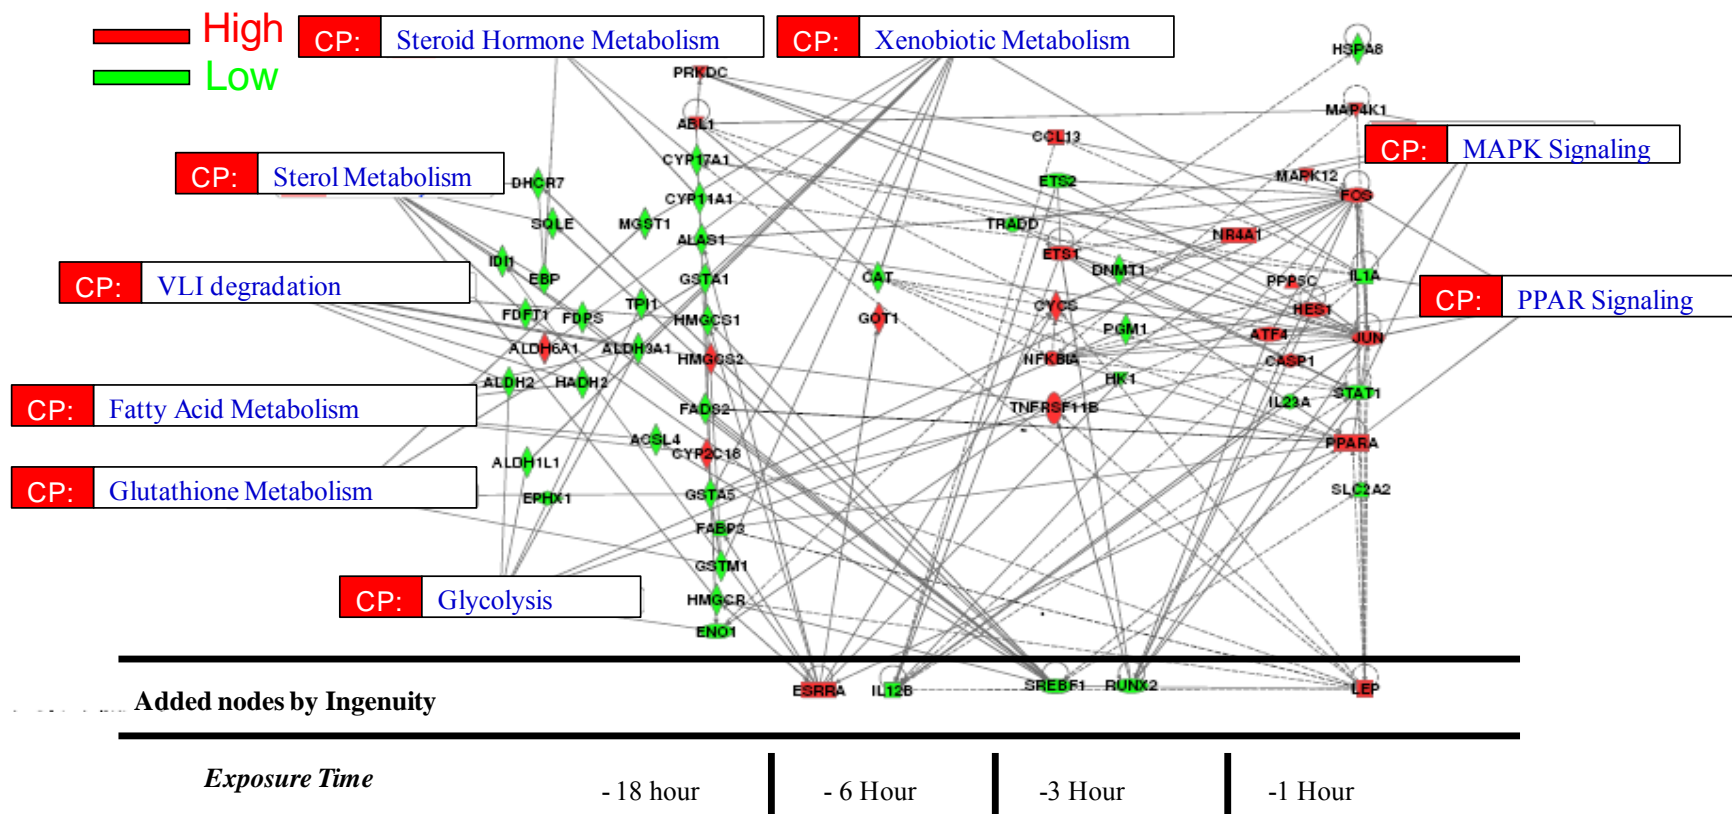 High
Low
CP: Steroid Hormone Metabolism
CP: Xenobiotic Metabolism
HSPA8
PRKDC
MAP4K1
ABL1
CCL13
CP: MAPK Signaling
CYP17A1
CP: Sterol Metabolism
DHCR7
ETS2
MAPK12
CYP11A1
FOS
SQLE
MGST1
TRADD
ALAS1
NR4A1
ETS1
IDI1
EBP
GSTA1
CAT
DNMT1
IL1A
PPP5C
CP: VLI degradation
CP: PPAR Signaling
TPI1
CYCS
HES1
FDFT1
FDPS
HMGCS1
GOT1
PGM1
ATF4
JUN
ALDH6A1
ALDH3A1
HMGCS2
NFKBIA
CASP1
ALDH2
HADH2
HK1
STAT1
CP: Fatty Acid Metabolism
FADS2
TNFRSF11B
IL23A
ACSL4
PPARA
CYP2C18
ALDH1L1
CP: Glutathione Metabolism
EPHX1
GSTA5
SLC2A2
FABP3
GSTM1
CP: Glycolysis
HMGCR
ENO1
ESRRA
IL12B
SREBF1
RUNX2
LEP
Added nodes by Ingenuity
Exposure Time
- 18 hour
- 6 Hour
-3 Hour
-1 Hour